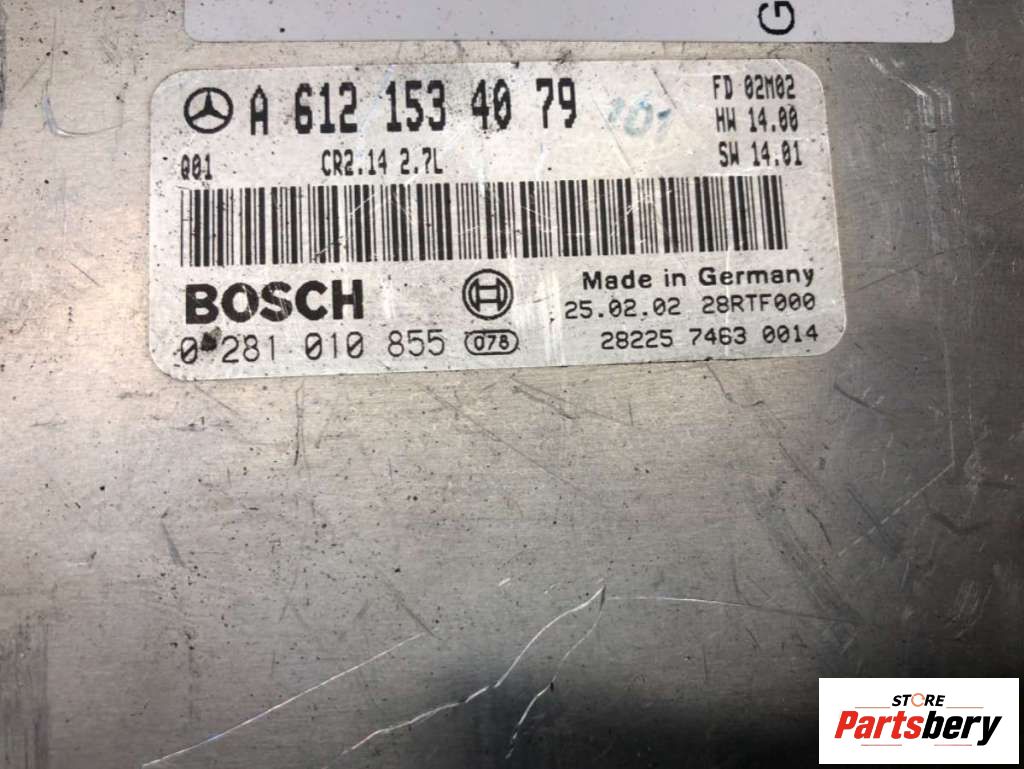 G
A 612 153 40 79 101
FD 02M02
HW 14.00
Q01 CR2.14 2.7L SW 14.01
BOSCH Made in Germany
25.02.02 28RTF000
0 281 010 855 078 28225 7463 0014
STORE
Partsbery